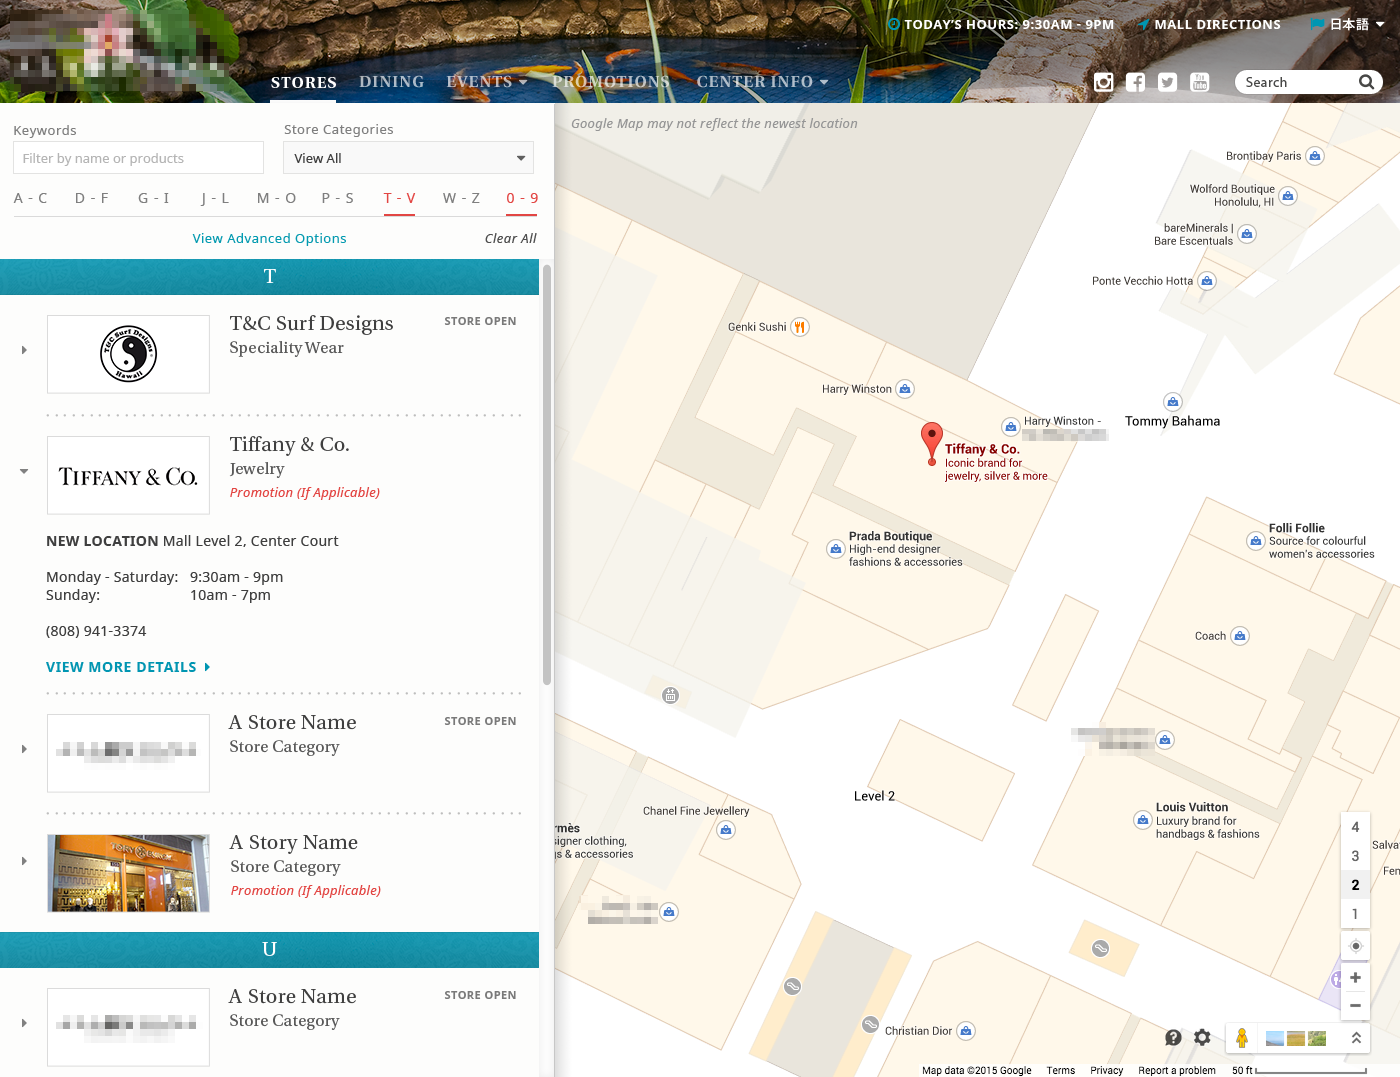 TODAY'S HOURS: 9:30AM - 9PM
MALL DIRECTIONS
日本語
STORES
DINING
EVENTS
PROMOTIONS
CENTER INFO
Search
Keywords
Filter by name or products
Store Categories
View All
A - C
D - F
G - I
J - L
M - O
P - S
T - V
W - Z
0 - 9
View Advanced Options
Clear All
T
T&C Surf Designs
Hawaii
T&C Surf Designs
Speciality Wear
STORE OPEN
TIFFANY & CO.
Tiffany & Co.
Jewelry
Promotion (If Applicable)
NEW LOCATION Mall Level 2, Center Court
Monday - Saturday: 9:30am - 9pm
Sunday: 10am - 7pm
(808) 941-3374
VIEW MORE DETAILS
A Store Name
Store Category
STORE OPEN
A Story Name
Store Category
Promotion (If Applicable)
U
A Store Name
Store Category
STORE OPEN
Google Map may not reflect the newest location
Brontibay Paris
Wolford Boutique
Honolulu, HI
bareMinerals |
Bare Escentuals
Ponte Vecchio Hotta
Genki Sushi
Harry Winston
Harry Winston -
Tommy Bahama
Tiffany & Co.
Iconic brand for
jewelry, silver & more
Prada Boutique
High-end designer
fashions & accessories
Folli Follie
Source for colourful
women's accessories
Coach
Level 2
Chanel Fine Jewellery
rmès
signer clothing,
gs & accessories
Louis Vuitton
Luxury brand for
handbags & fashions
Salva
Fen
Christian Dior
4
3
2
1
+
−
Map data ©2015 Google
Terms
Privacy
Report a problem
50 ft